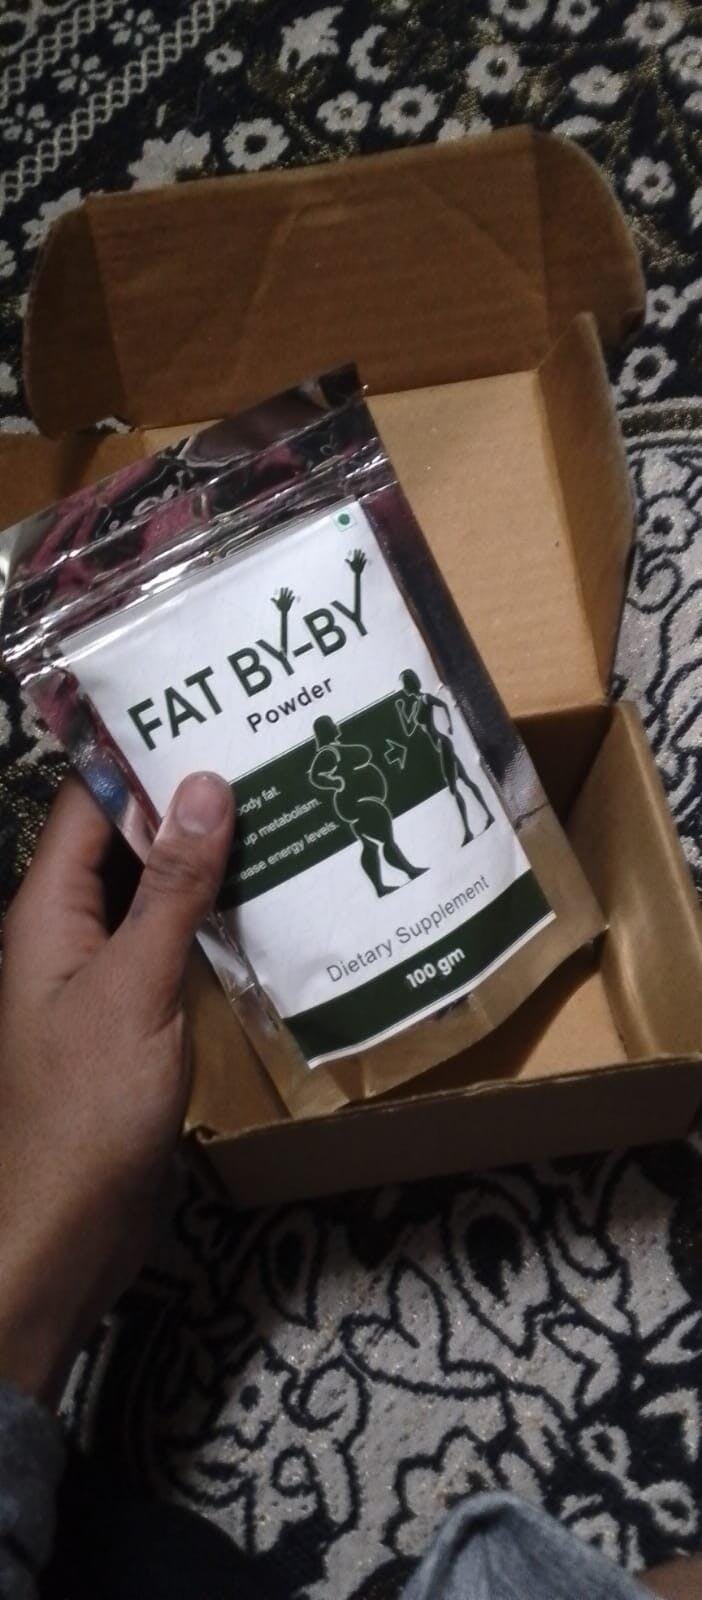 FAT BY-BY
Powder
body fat.
up metabolism.
ease energy levels.
Dietary Supplement
100 gm